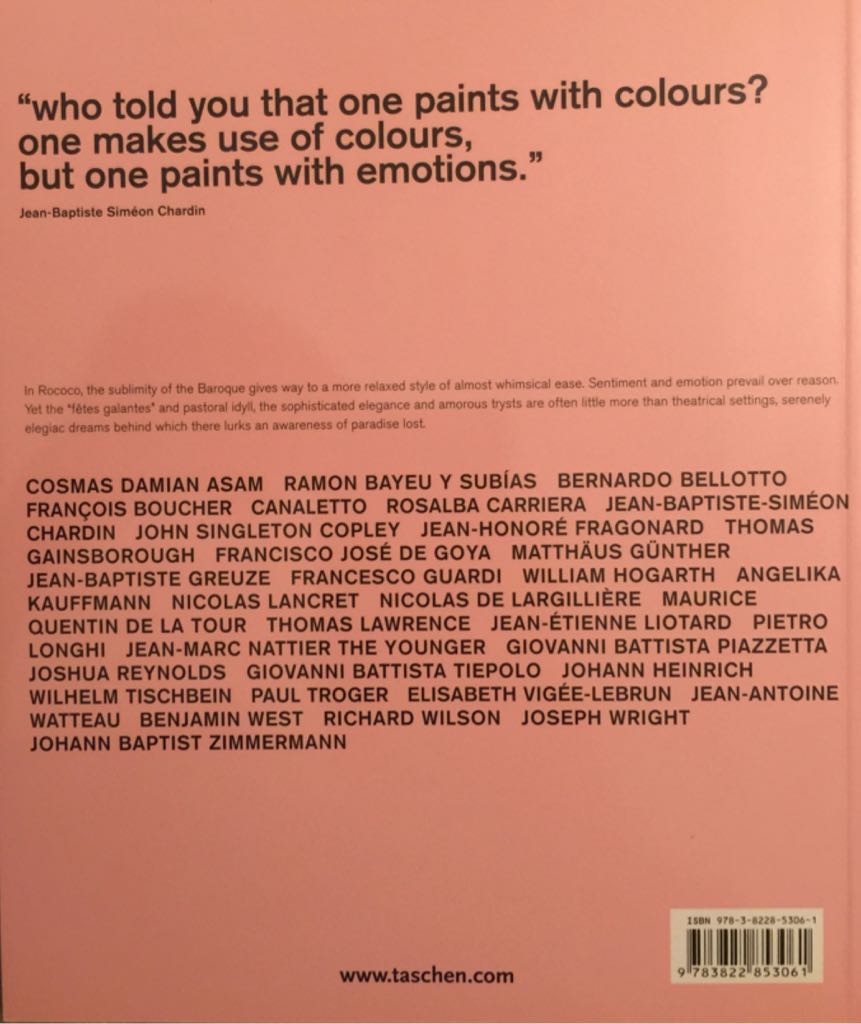 “who told you that one paints with colours?
one makes use of colours,
but one paints with emotions.”
Jean-Baptiste Siméon Chardin
In Rococo, the sublimity of the Baroque gives way to a more relaxed style of almost whimsical ease. Sentiment and emotion prevail over reason.
Yet the "fêtes galantes" and pastoral idyll, the sophisticated elegance and amorous trysts are often little more than theatrical settings, serenely
elegiac dreams behind which there lurks an awareness of paradise lost.
COSMAS DAMIAN ASAM RAMON BAYEU Y SUBÍAS BERNARDO BELLOTTO
FRANÇOIS BOUCHER CANALETTO ROSALBA CARRIERA JEAN-BAPTISTE-SIMÉON
CHARDIN JOHN SINGLETON COPLEY JEAN-HONORÉ FRAGONARD THOMAS
GAINSBOROUGH FRANCISCO JOSÉ DE GOYA MATTHÄUS GÜNTHER
JEAN-BAPTISTE GREUZE FRANCESCO GUARDI WILLIAM HOGARTH ANGELIKA
KAUFFMANN NICOLAS LANCRET NICOLAS DE LARGILLIÈRE MAURICE
QUENTIN DE LA TOUR THOMAS LAWRENCE JEAN-ÉTIENNE LIOTARD PIETRO
LONGHI JEAN-MARC NATTIER THE YOUNGER GIOVANNI BATTISTA PIAZZETTA
JOSHUA REYNOLDS GIOVANNI BATTISTA TIEPOLO JOHANN HEINRICH
WILHELM TISCHBEIN PAUL TROGER ELISABETH VIGÉE-LEBRUN JEAN-ANTOINE
WATTEAU BENJAMIN WEST RICHARD WILSON JOSEPH WRIGHT
JOHANN BAPTIST ZIMMERMANN
ISBN 978-3-8228-5306-1
9 783822 853061
www.taschen.com